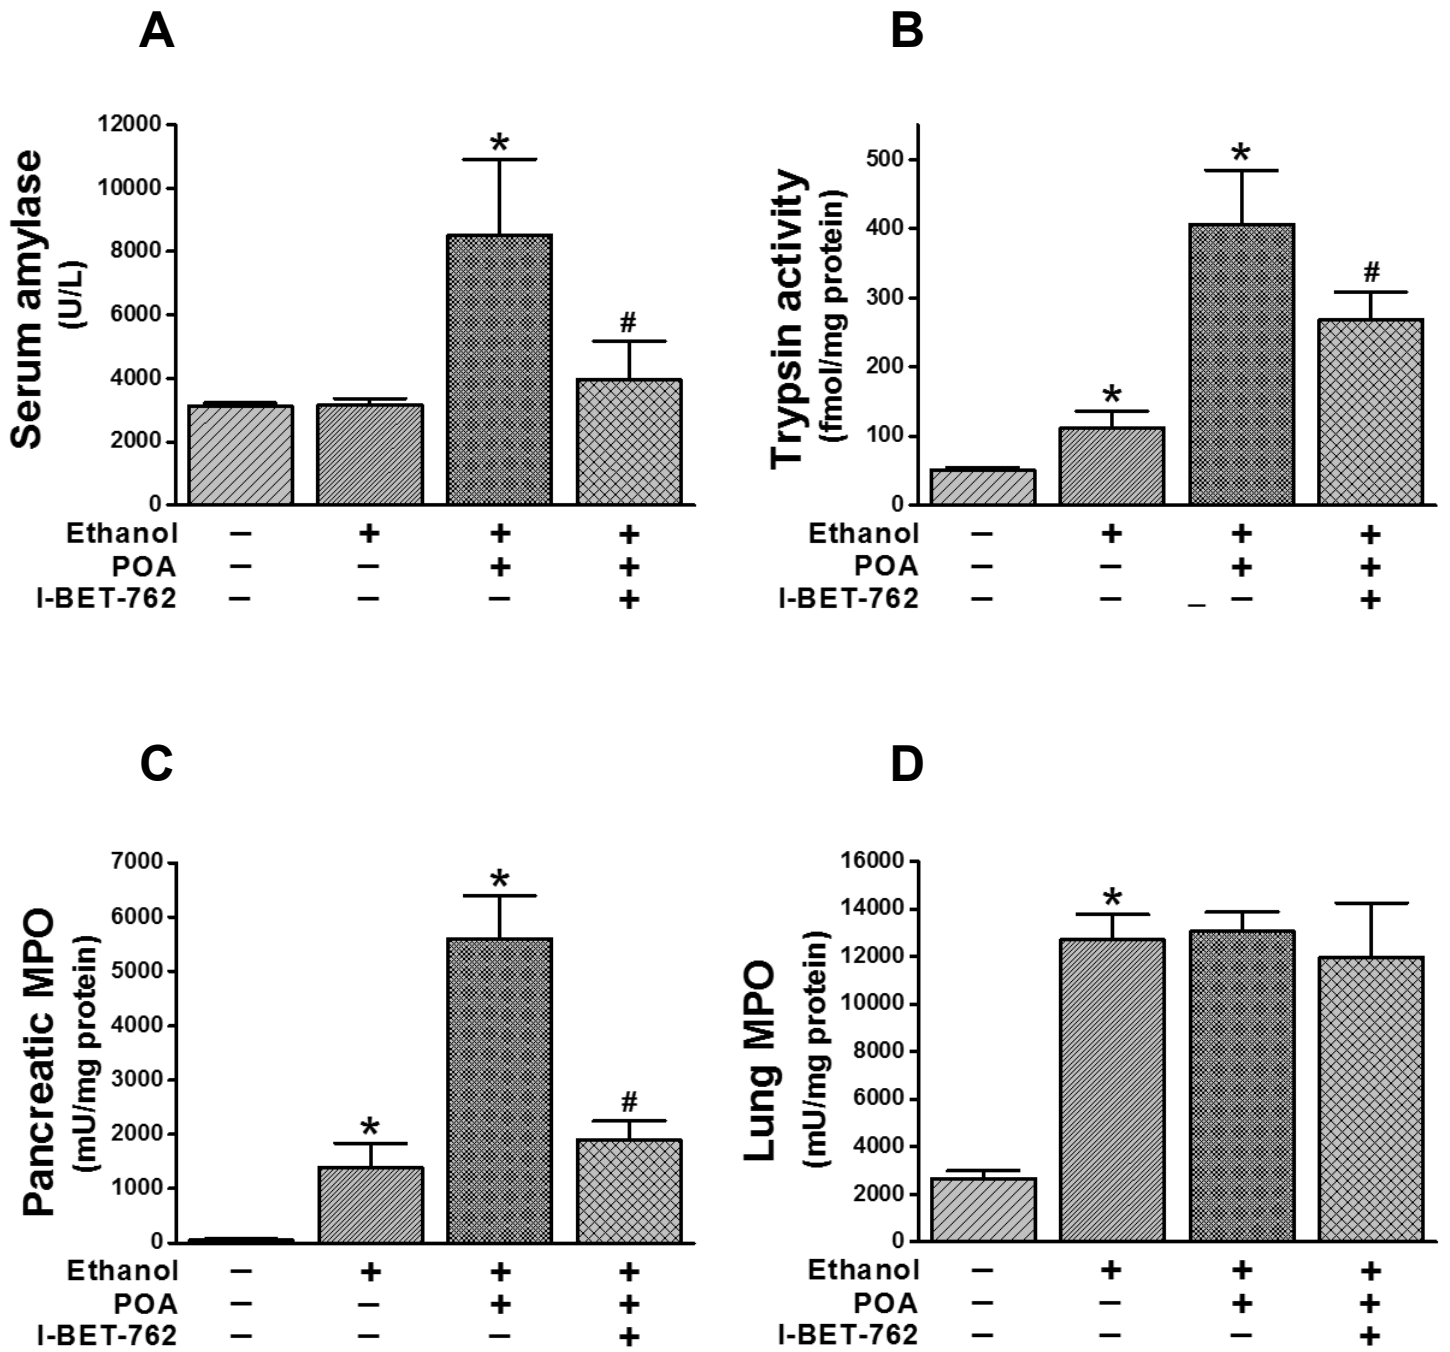 A
Serum amylase
(U/L)
12000
10000
8000
6000
4000
2000
0
*
#
Ethanol – + + +
POA – – + +
I-BET-762 – – – +
B
Trypsin activity
(fmol/mg protein)
500
400
300
200
100
0
*
*
#
Ethanol – + + +
POA – – + +
I-BET-762 – – _ – +
C
Pancreatic MPO
(mU/mg protein)
7000
6000
5000
4000
3000
2000
1000
0
*
*
#
Ethanol – + + +
POA – – + +
I-BET-762 – – – +
D
Lung MPO
(mU/mg protein)
16000
14000
12000
10000
8000
6000
4000
2000
0
*
Ethanol – + + +
POA – – + +
I-BET-762 – – – +